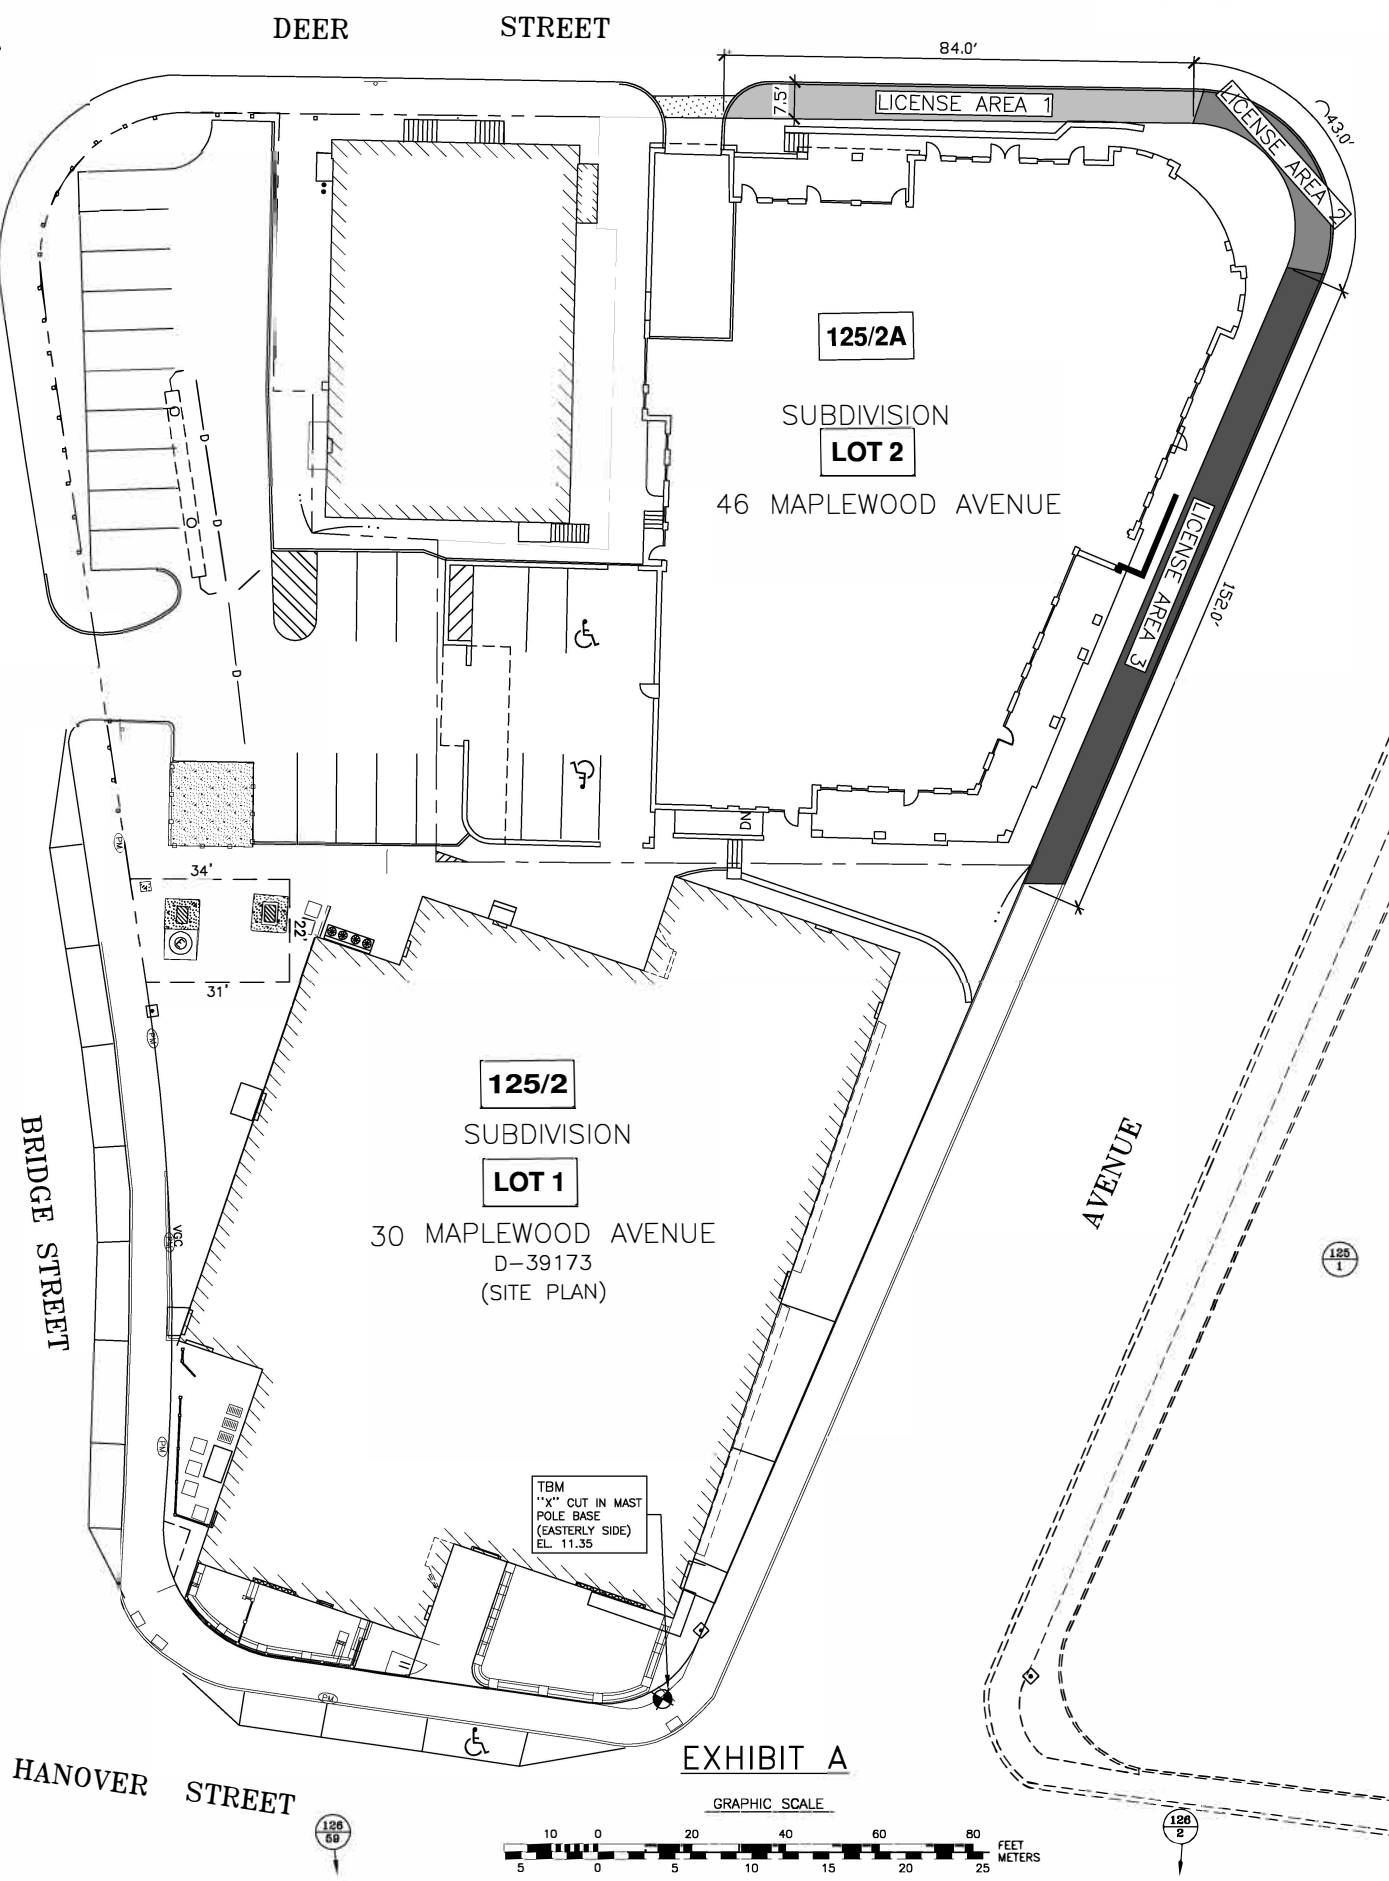 DEER STREET
84.0'
7.5'
LICENSE AREA 1
LICENSE AREA 2
43.0'
125/2A
SUBDIVISION
LOT 2
46 MAPLEWOOD AVENUE
LICENSE AREA 3
152.0'
D
D
D
DN
PM
34'
22'
31'
PM
125/2
SUBDIVISION
LOT 1
30 MAPLEWOOD AVENUE
D-39173
(SITE PLAN)
BRIDGE STREET
AVENUE
VGC
PM
PM
125
1
TBM
"X" CUT IN MAST
POLE BASE
(EASTERLY SIDE)
EL. 11.35
PM
HANOVER STREET
EXHIBIT A
GRAPHIC SCALE
126
59
126
2
10 0 20 40 60 80 FEET
METERS
5 0 5 10 15 20 25